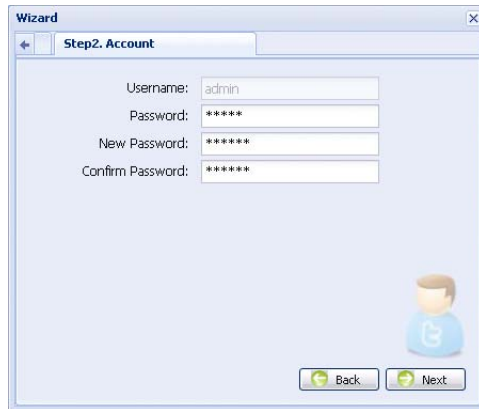 Wizard
Step2. Account
Username: admin
Password: *****
New Password: ******
Confirm Password: ******
Back Next